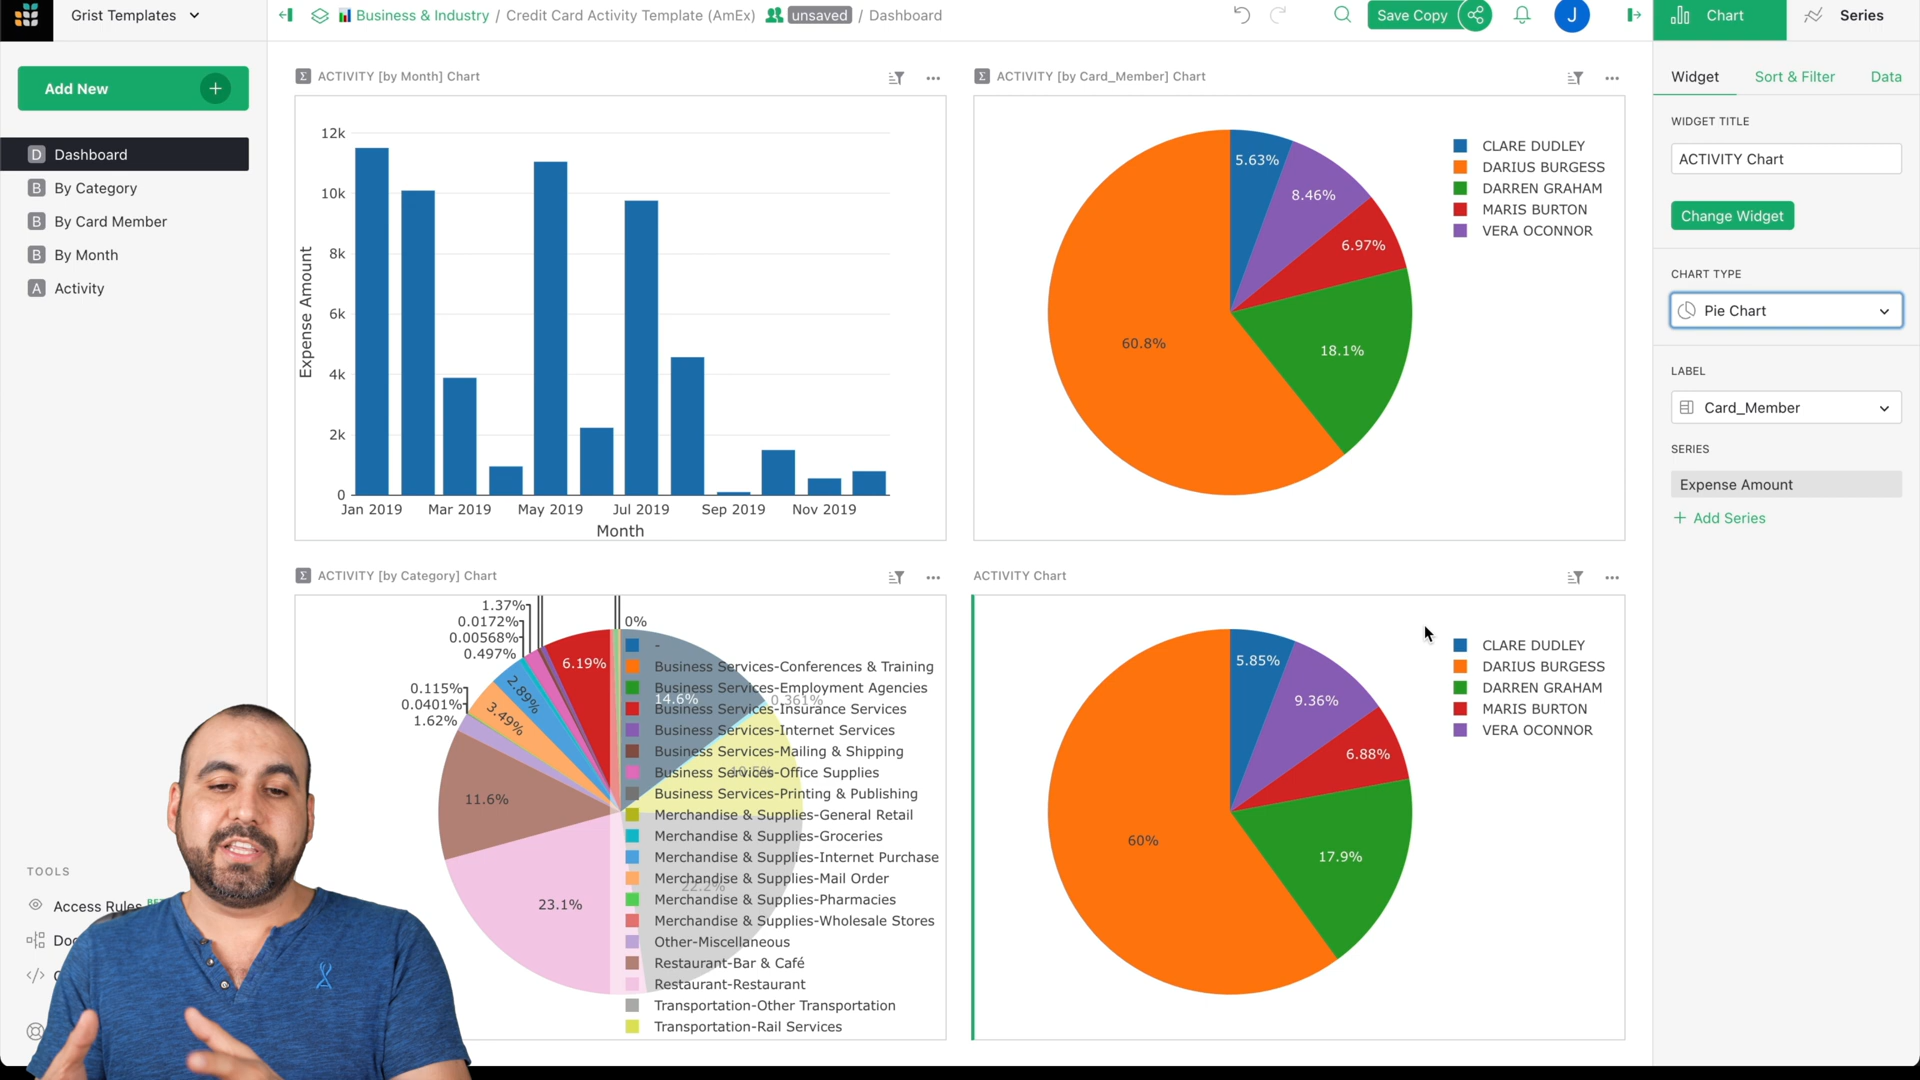 Grist Templates
Business & Industry / Credit Card Activity Template (AmEx) unsaved / Dashboard
Save Copy
J
Chart
Series
Add New +
D Dashboard
B By Category
B By Card Member
B By Month
A Activity
TOOLS
Access Rules
Σ ACTIVITY [by Month] Chart
12k
10k
8k
6k
4k
2k
0
Expense Amount
Jan 2019 Mar 2019 May 2019 Jul 2019 Sep 2019 Nov 2019
Month
Σ ACTIVITY [by Card_Member] Chart
5.63%
8.46%
6.97%
18.1%
60.8%
CLARE DUDLEY
DARIUS BURGESS
DARREN GRAHAM
MARIS BURTON
VERA OCONNOR
Σ ACTIVITY [by Category] Chart
1.37%
0.0172%
0.00568%
0.497%
0.115%
0.0401%
1.62%
3.49%
2.89%
6.19%
0%
14.6%
0.361%
22.2%
11.6%
23.1%
-
Business Services-Conferences & Training
Business Services-Employment Agencies
Business Services-Insurance Services
Business Services-Internet Services
Business Services-Mailing & Shipping
Business Services-Office Supplies
Business Services-Printing & Publishing
Merchandise & Supplies-General Retail
Merchandise & Supplies-Groceries
Merchandise & Supplies-Internet Purchase
Merchandise & Supplies-Mail Order
Merchandise & Supplies-Pharmacies
Merchandise & Supplies-Wholesale Stores
Other-Miscellaneous
Restaurant-Bar & Café
Restaurant-Restaurant
Transportation-Other Transportation
Transportation-Rail Services
ACTIVITY Chart
5.85%
9.36%
6.88%
17.9%
60%
CLARE DUDLEY
DARIUS BURGESS
DARREN GRAHAM
MARIS BURTON
VERA OCONNOR
Widget
Sort & Filter
Data
WIDGET TITLE
ACTIVITY Chart
Change Widget
CHART TYPE
Pie Chart
LABEL
Card_Member
SERIES
Expense Amount
+ Add Series